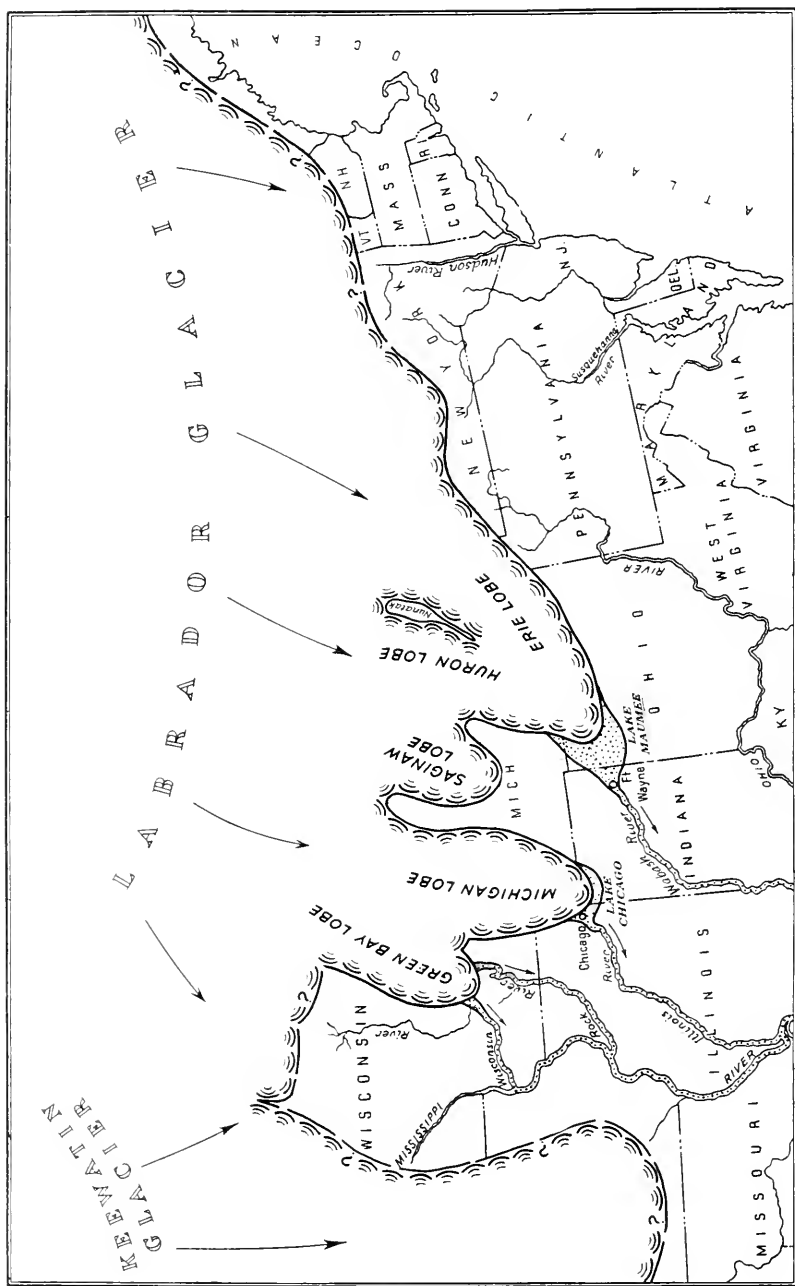 LABRADOR GLACIER
KEEWATIN
GLACIER
ATLANTIC OCEAN
?
?
?
?
?
?
?
GREEN BAY LOBE
MICHIGAN LOBE
SAGINAW
LOBE
HURON LOBE
Nunatak
ERIE LOBE
WISCONSIN
Wisconsin River
MISSISSIPPI RIVER
Rock River
Illinois River
ILLINOIS
MISSOURI
Chicago
LAKE
CHICAGO
MICH
INDIANA
Wabash River
Ft
Wayne
LAKE
MAUMEE
OHIO
OHIO RIVER
KY
WEST
VIRGINIA
VIRGINIA
PENNSYLVANIA
Susquehanna
River
MARYLAND
DEL
NJ
NEW YORK
Hudson River
VT
NH
MASS
CONN
R I